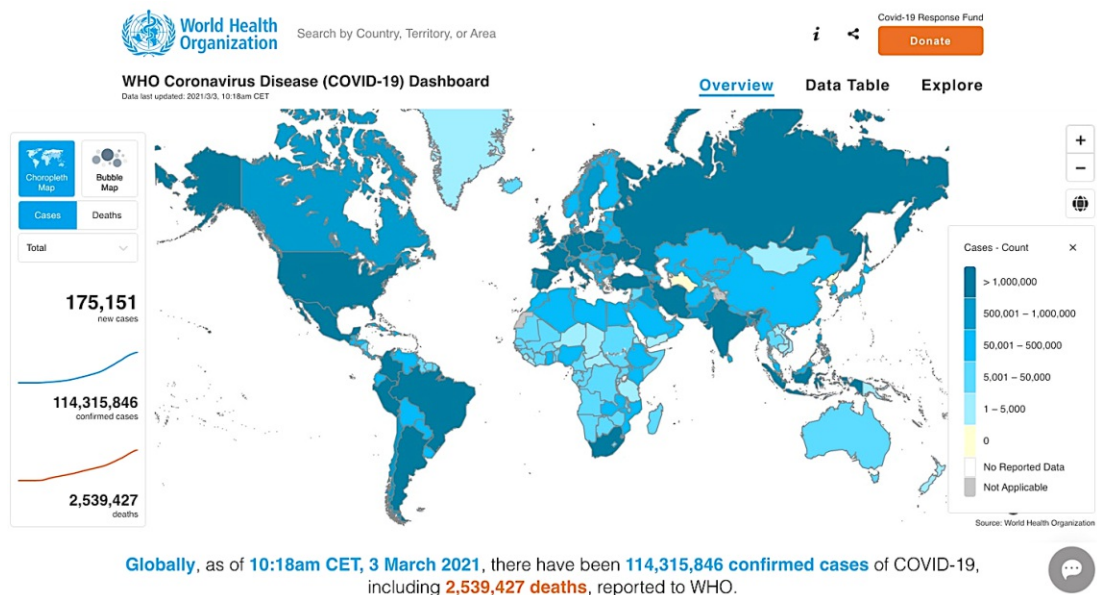 World Health
Organization
Search by Country, Territory, or Area
i
Covid-19 Response Fund
Donate
WHO Coronavirus Disease (COVID-19) Dashboard
Data last updated: 2021/3/3, 10:18am CET
Overview
Data Table
Explore
Choropleth
Map
Bubble
Map
Cases
Deaths
Total
175,151
new cases
114,315,846
confirmed cases
2,539,427
deaths
+
−
Cases - Count
×
> 1,000,000
500,001 – 1,000,000
50,001 – 500,000
5,001 – 50,000
1 – 5,000
0
No Reported Data
Not Applicable
Source: World Health Organization
Globally, as of 10:18am CET, 3 March 2021, there have been 114,315,846 confirmed cases of COVID-19,
including 2,539,427 deaths, reported to WHO.